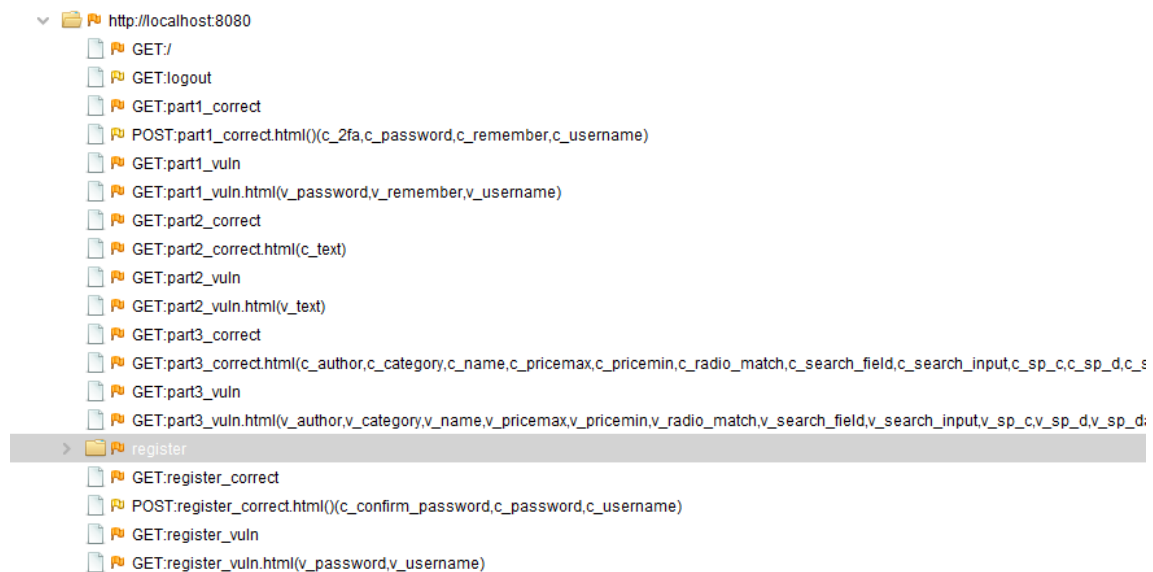 http://localhost:8080
GET:/
GET:logout
GET:part1_correct
POST:part1_correct.html()(c_2fa,c_password,c_remember,c_username)
GET:part1_vuln
GET:part1_vuln.html(v_password,v_remember,v_username)
GET:part2_correct
GET:part2_correct.html(c_text)
GET:part2_vuln
GET:part2_vuln.html(v_text)
GET:part3_correct
GET:part3_correct.html(c_author,c_category,c_name,c_pricemax,c_pricemin,c_radio_match,c_search_field,c_search_input,c_sp_c,c_sp_d,c_s
GET:part3_vuln
GET:part3_vuln.html(v_author,v_category,v_name,v_pricemax,v_pricemin,v_radio_match,v_search_field,v_search_input,v_sp_c,v_sp_d,v_sp_da
register
GET:register_correct
POST:register_correct.html()(c_confirm_password,c_password,c_username)
GET:register_vuln
GET:register_vuln.html(v_password,v_username)